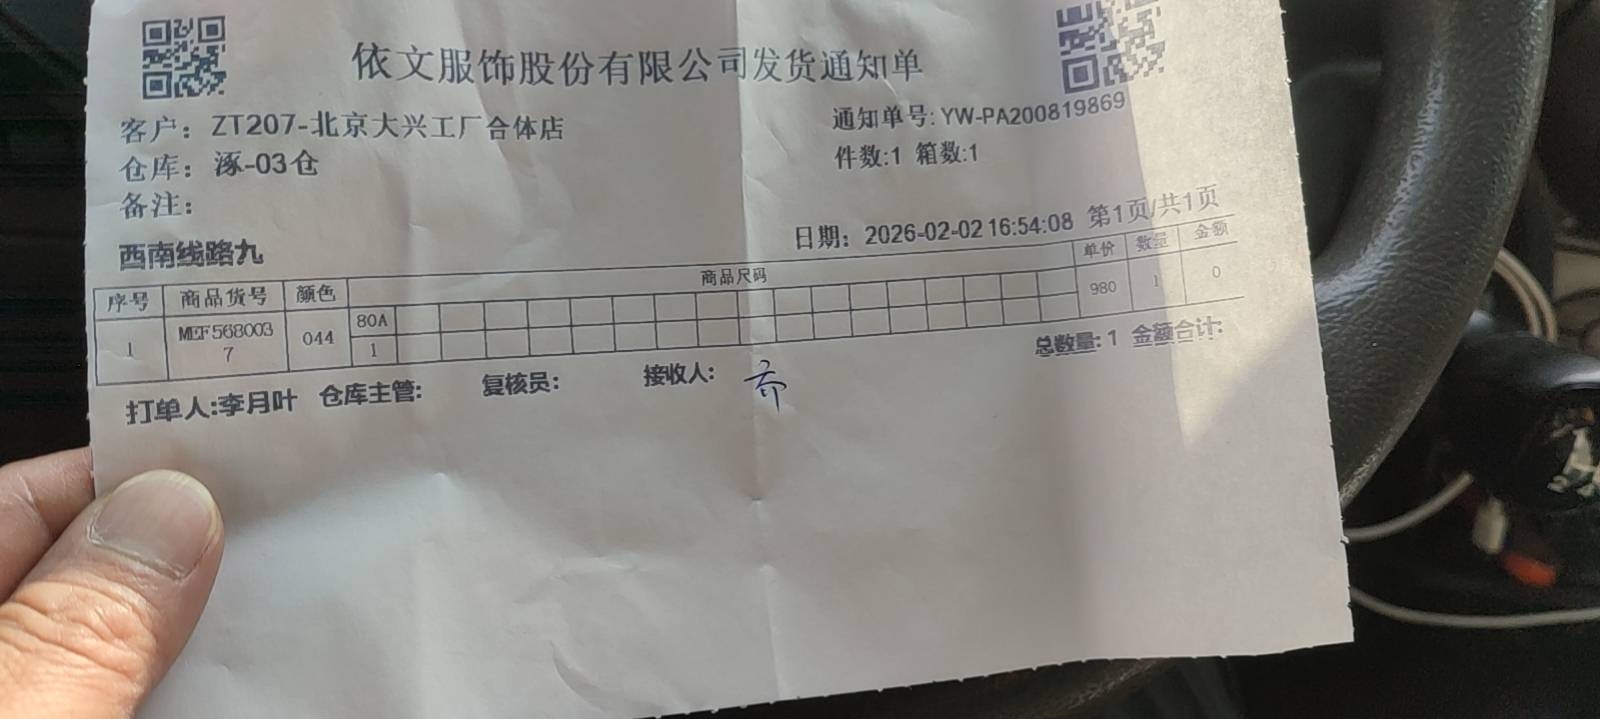 依文服饰股份有限公司发货通知单
客户：ZT207-北京大兴工厂合体店
通知单号:YW-PA200819869
仓库：涿-03仓
件数:1 箱数:1
备注：
日期：2026-02-02 16:54:08 第1页/共1页
西南线路九
序号 商品货号 颜色 商品尺码 单价 数量 金额
1 MEF568003 044 80A 980 1 0
7 1
总数量:1 金额合计:
打单人:李月叶 仓库主管: 复核员: 接收人: